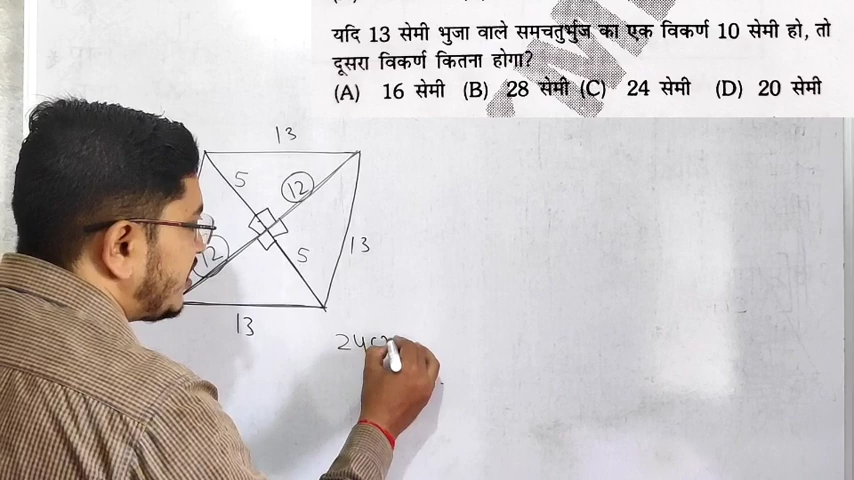 यदि 13 सेमी भुजा वाले समचतुर्भुज का एक विकर्ण 10 सेमी हो, तो
दूसरा विकर्ण कितना होगा?
(A) 16 सेमी (B) 28 सेमी (C) 24 सेमी (D) 20 सेमी
13
5
12
12
5
13
13
24